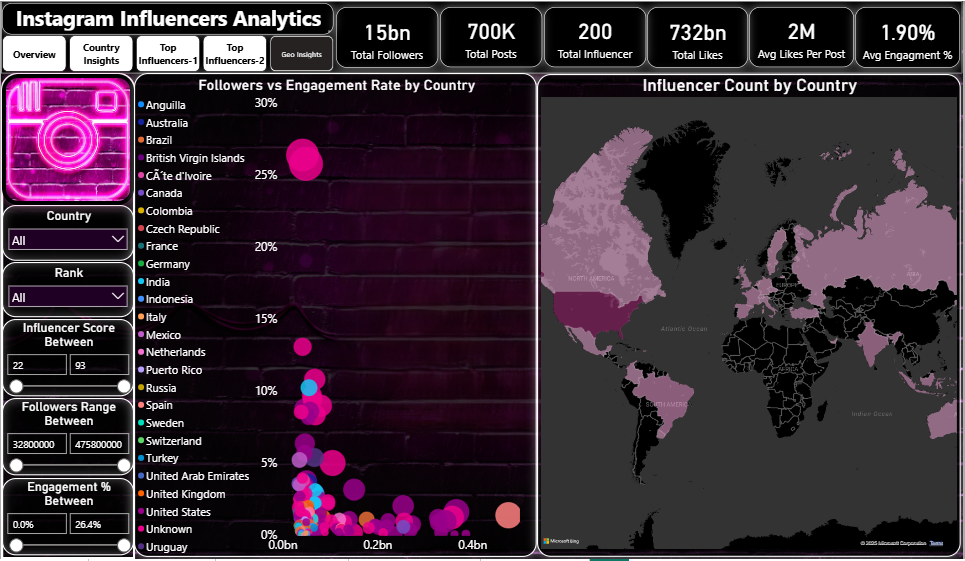 Instagram Influencers Analytics
15bn
Total Followers
700K
Total Posts
200
Total Influencer
732bn
Total Likes
2M
Avg Likes Per Post
1.90%
Avg Engagment %
Overview
Country
Insights
Top
Influencers-1
Top
Influencers-2
Geo Insights
Country
All
Rank
All
Influencer Score
Between
22
93
Followers Range
Between
32800000
475800000
Engagement %
Between
0.0%
26.4%
Followers vs Engagement Rate by Country
Anguilla
Australia
Brazil
British Virgin Islands
CÃ´te d'Ivoire
Canada
Colombia
Czech Republic
France
Germany
India
Indonesia
Italy
Mexico
Netherlands
Puerto Rico
Russia
Spain
Sweden
Switzerland
Turkey
United Arab Emirates
United Kingdom
United States
Unknown
Uruguay
30%
25%
20%
15%
10%
5%
0%
0.0bn
0.2bn
0.4bn
Influencer Count by Country
NORTH AMERICA
EUROPE
ASIA
Atlantic Ocean
AFRICA
SOUTH AMERIC
Indian Ocean
Microsoft Bing
© 2025 Microsoft Corporation Terms